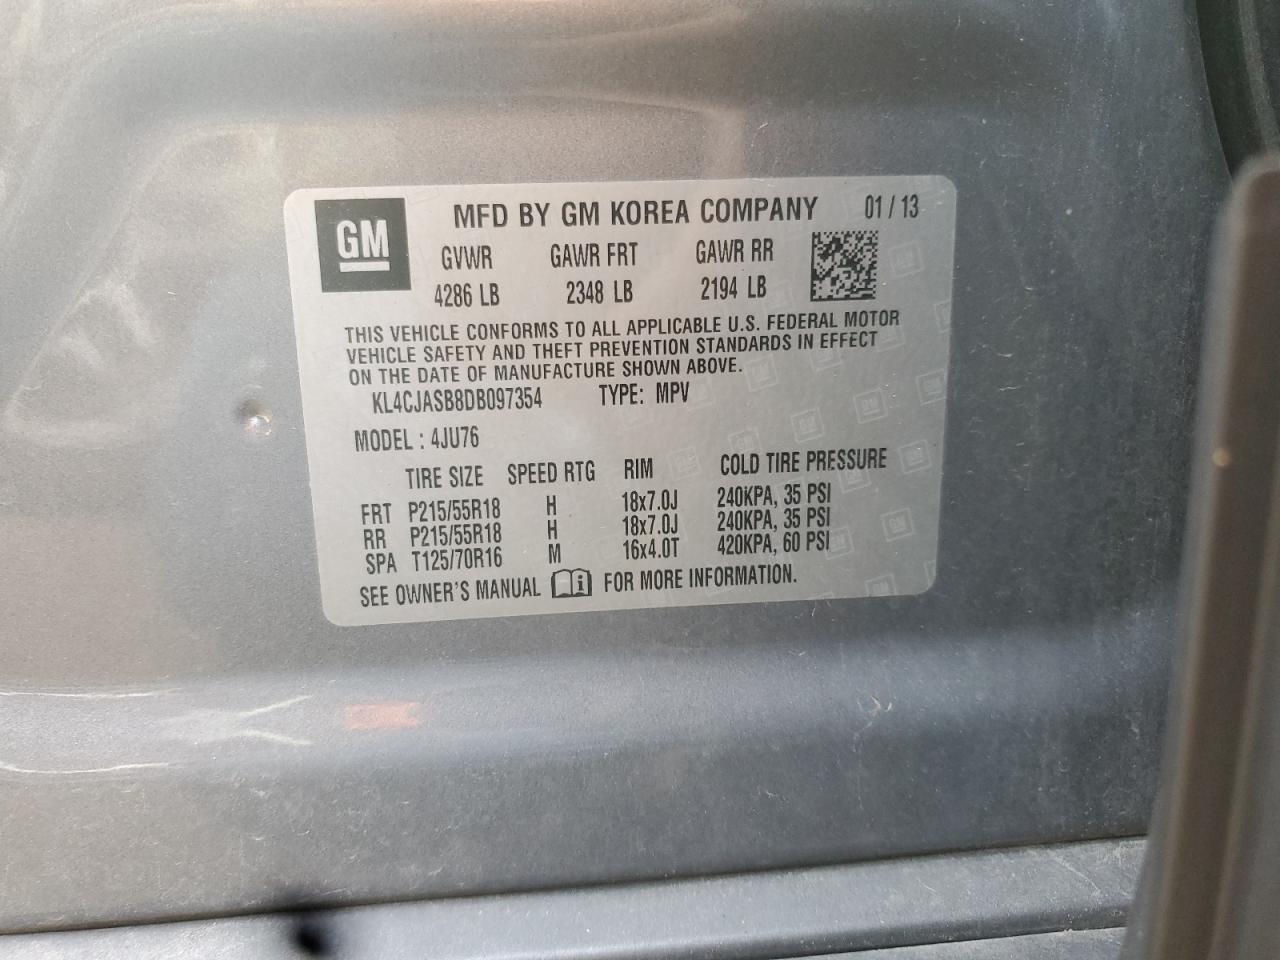 GM
MFD BY GM KOREA COMPANY 01 / 13
GVWR GAWR FRT GAWR RR
4286 LB 2348 LB 2194 LB
THIS VEHICLE CONFORMS TO ALL APPLICABLE U.S. FEDERAL MOTOR
VEHICLE SAFETY AND THEFT PREVENTION STANDARDS IN EFFECT
ON THE DATE OF MANUFACTURE SHOWN ABOVE.
KL4CJASB8DB097354 TYPE: MPV
MODEL : 4JU76
TIRE SIZE SPEED RTG RIM COLD TIRE PRESSURE
FRT P215/55R18 H 18x7.0J 240KPA, 35 PSI
RR P215/55R18 H 18x7.0J 240KPA, 35 PSI
SPA T125/70R16 M 16x4.0T 420KPA, 60 PSI
SEE OWNER'S MANUAL i FOR MORE INFORMATION.